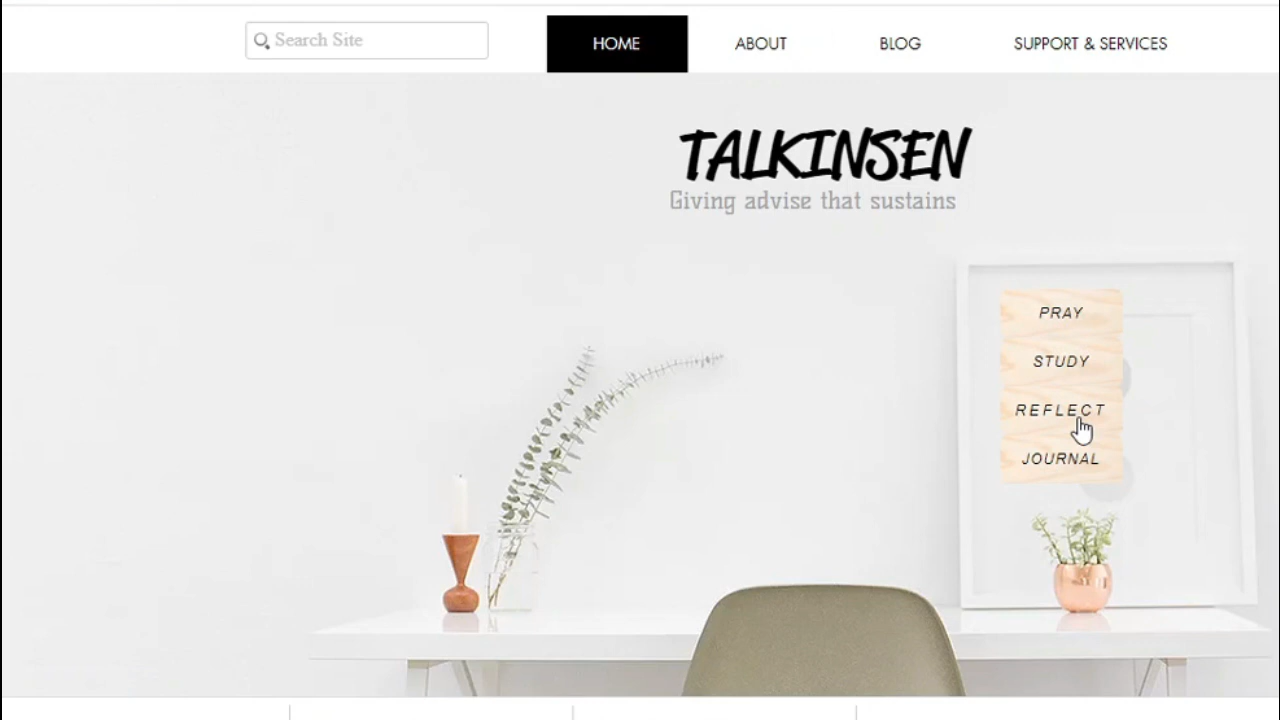 Search Site
HOME
ABOUT
BLOG
SUPPORT & SERVICES
TALKINSEN
Giving advise that sustains
PRAY
STUDY
REFLECT
JOURNAL